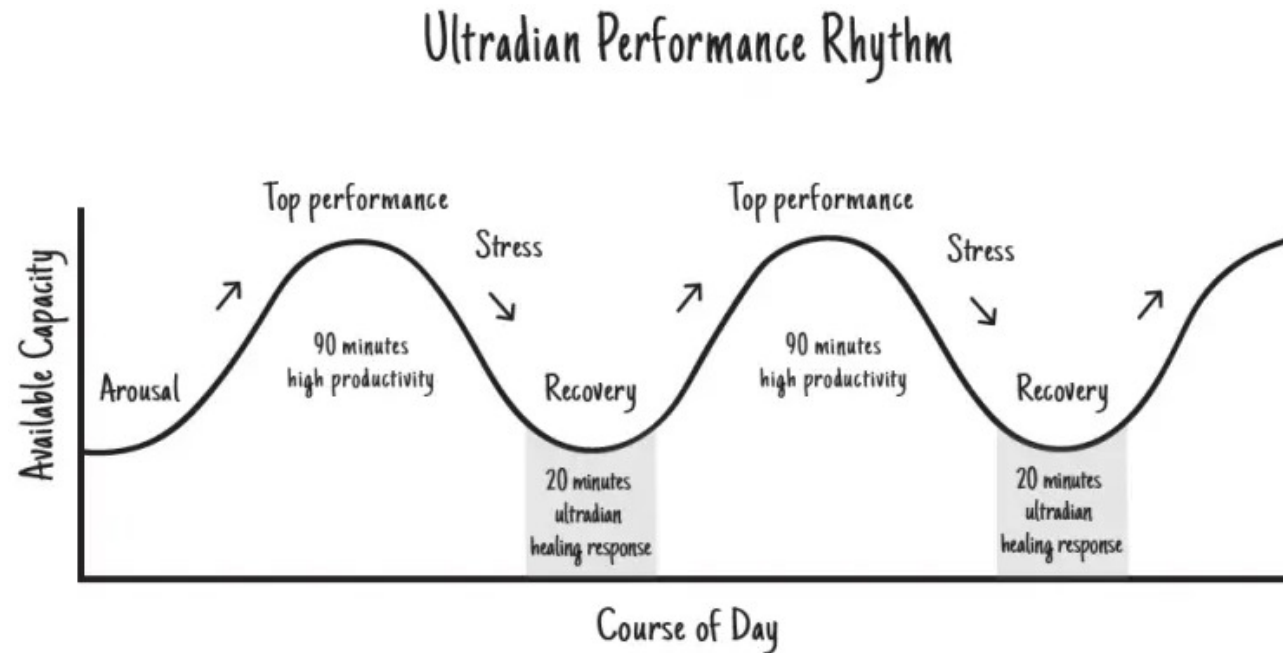 Ultradian Performance Rhythm
Top performance
Top performance
Stress
Stress
90 minutes
high productivity
90 minutes
high productivity
Arousal
Recovery
Recovery
Available Capacity
20 minutes
ultradian
healing response
20 minutes
ultradian
healing response
Course of Day